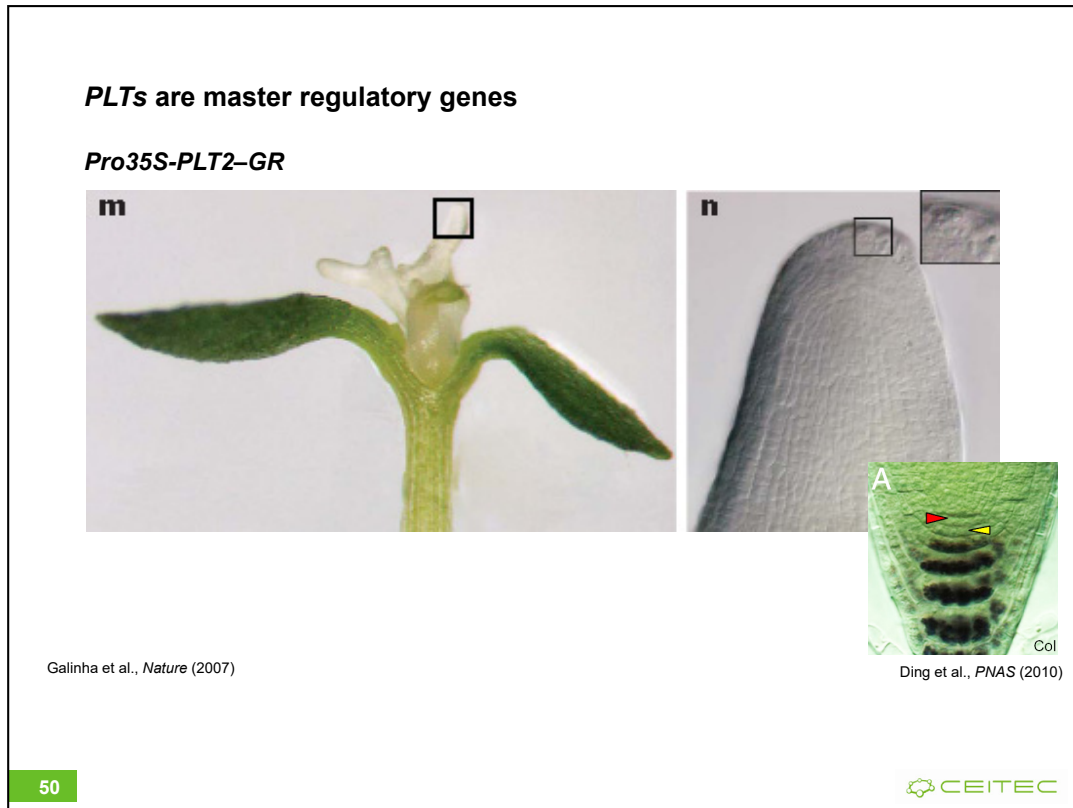 PLTs are master regulatory genes
Pro35S-PLT2–GR
m
n
A
Col
Galinha et al., Nature (2007)
Ding et al., PNAS (2010)
50
CEITEC